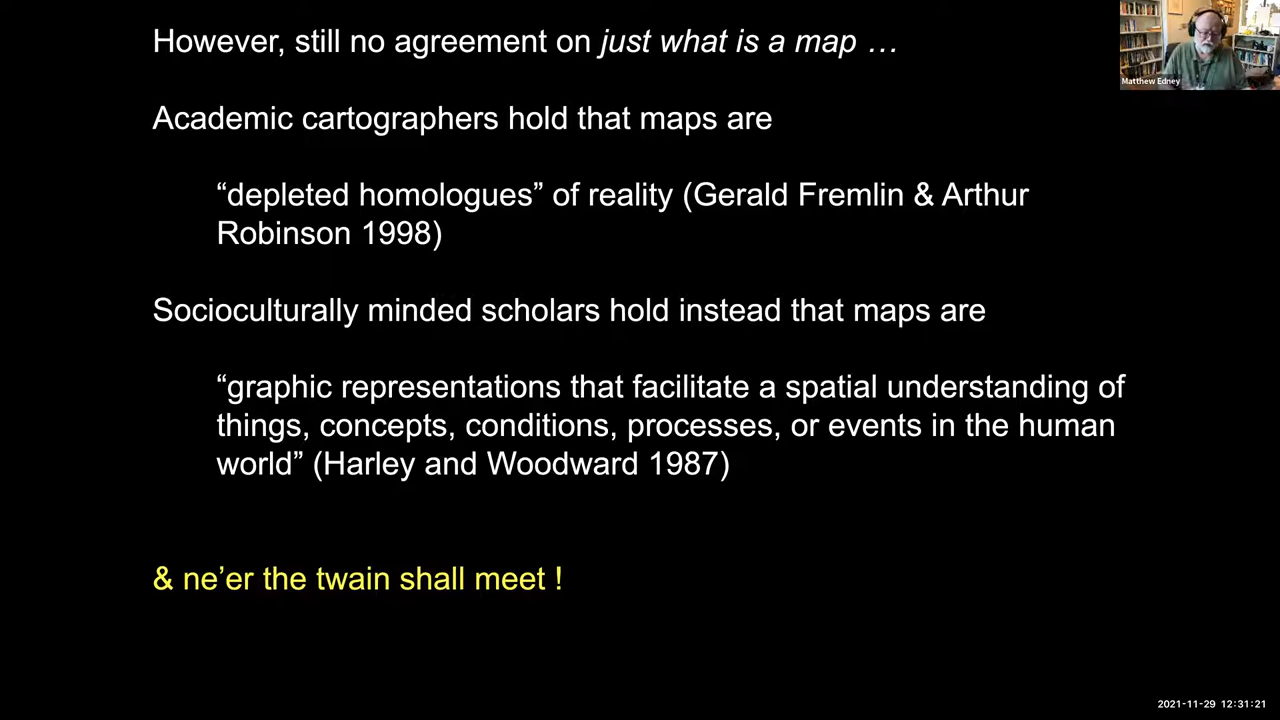 However, still no agreement on just what is a map …
Matthew Edney
Academic cartographers hold that maps are
“depleted homologues” of reality (Gerald Fremlin & Arthur
Robinson 1998)
Socioculturally minded scholars hold instead that maps are
“graphic representations that facilitate a spatial understanding of
things, concepts, conditions, processes, or events in the human
world” (Harley and Woodward 1987)
& ne’er the twain shall meet !
2021-11-29 12:31:21